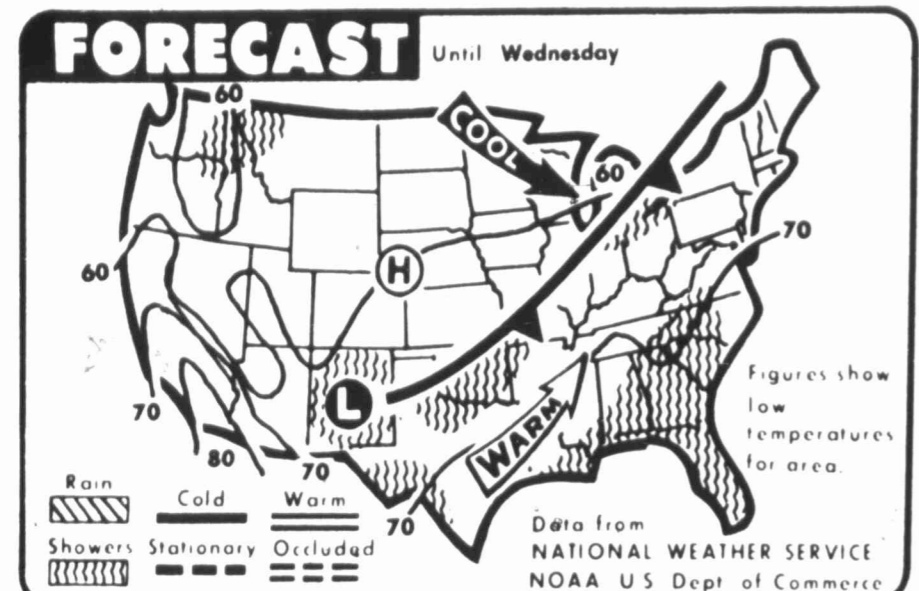 FORECAST Until Wednesday
60
COOL
60
70
60
H
L
WARM
70
80
70
70
Figures show
low
temperatures
for area.
Rain
Cold Warm
Showers Stationary Occluded
Data from
NATIONAL WEATHER SERVICE
NOAA U S Dept of Commerce